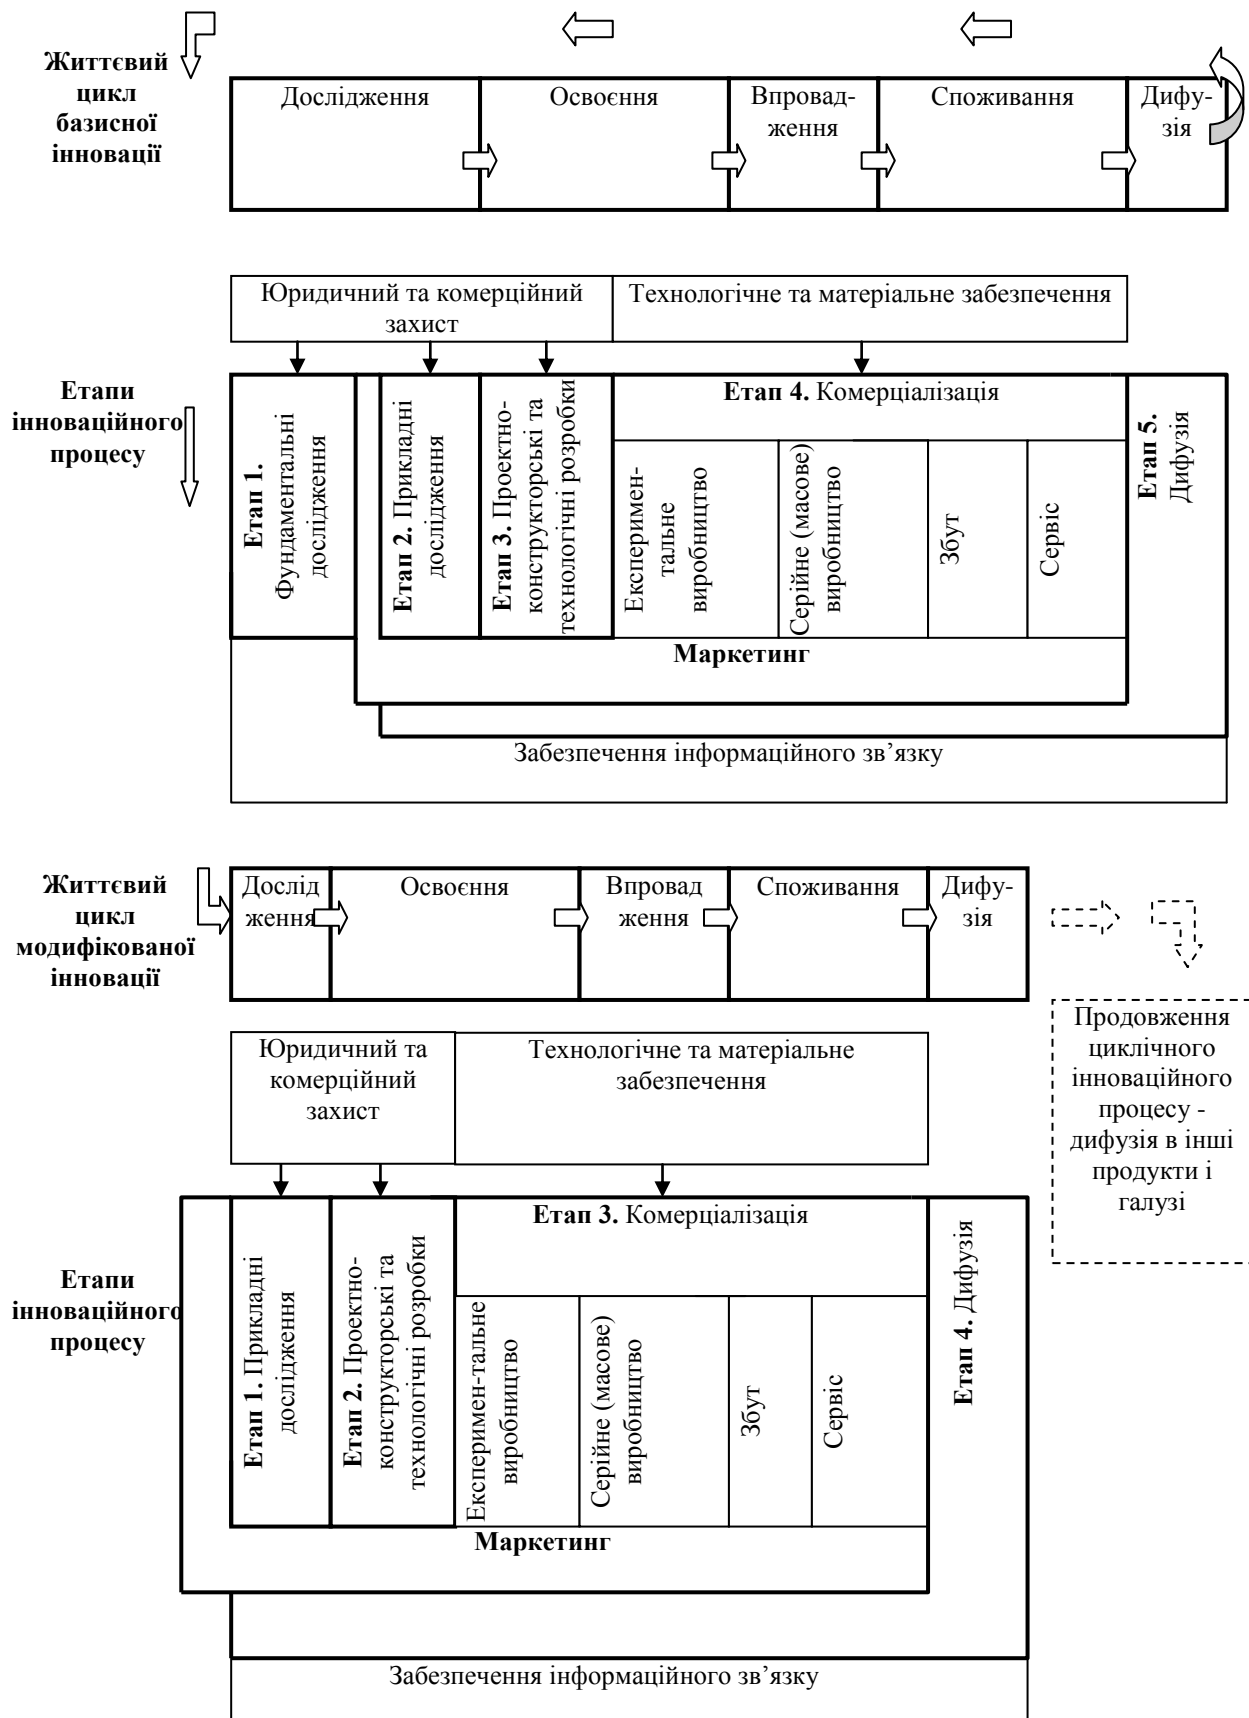 Життєвий
цикл
базисної
інновації
Дослідження
Освоєння
Впровад-
ження
Споживання
Дифу-
зія
Юридичний та комерційний
захист
Технологічне та матеріальне забезпечення
Етапи
інноваційного
процесу
Етап 1.
Фундаментальні
дослідження
Етап 2. Прикладні
дослідження
Етап 3. Проектно-
конструкторські та
технологічні розробки
Етап 4. Комерціалізація
Експеримен-
тальне
виробництво
Серійне (масове)
виробництво
Збут
Сервіс
Етап 5.
Дифузія
Маркетинг
Забезпечення інформаційного зв’язку
Життєвий
цикл
модифікованої
інновації
Дослід
ження
Освоєння
Впровад
ження
Споживання
Дифу-
зія
Продовження
циклічного
інноваційного
процесу -
дифузія в інші
продукти і
галузі
Юридичний та
комерційний
захист
Технологічне та матеріальне
забезпечення
Етапи
інноваційного
процесу
Етап 1. Прикладні
дослідження
Етап 2. Проектно-
конструкторські та
технологічні розробки
Етап 3. Комерціалізація
Експеримен-тальне
виробництво
Серійне (масове)
виробництво
Збут
Сервіс
Етап 4. Дифузія
Маркетинг
Забезпечення інформаційного зв’язку